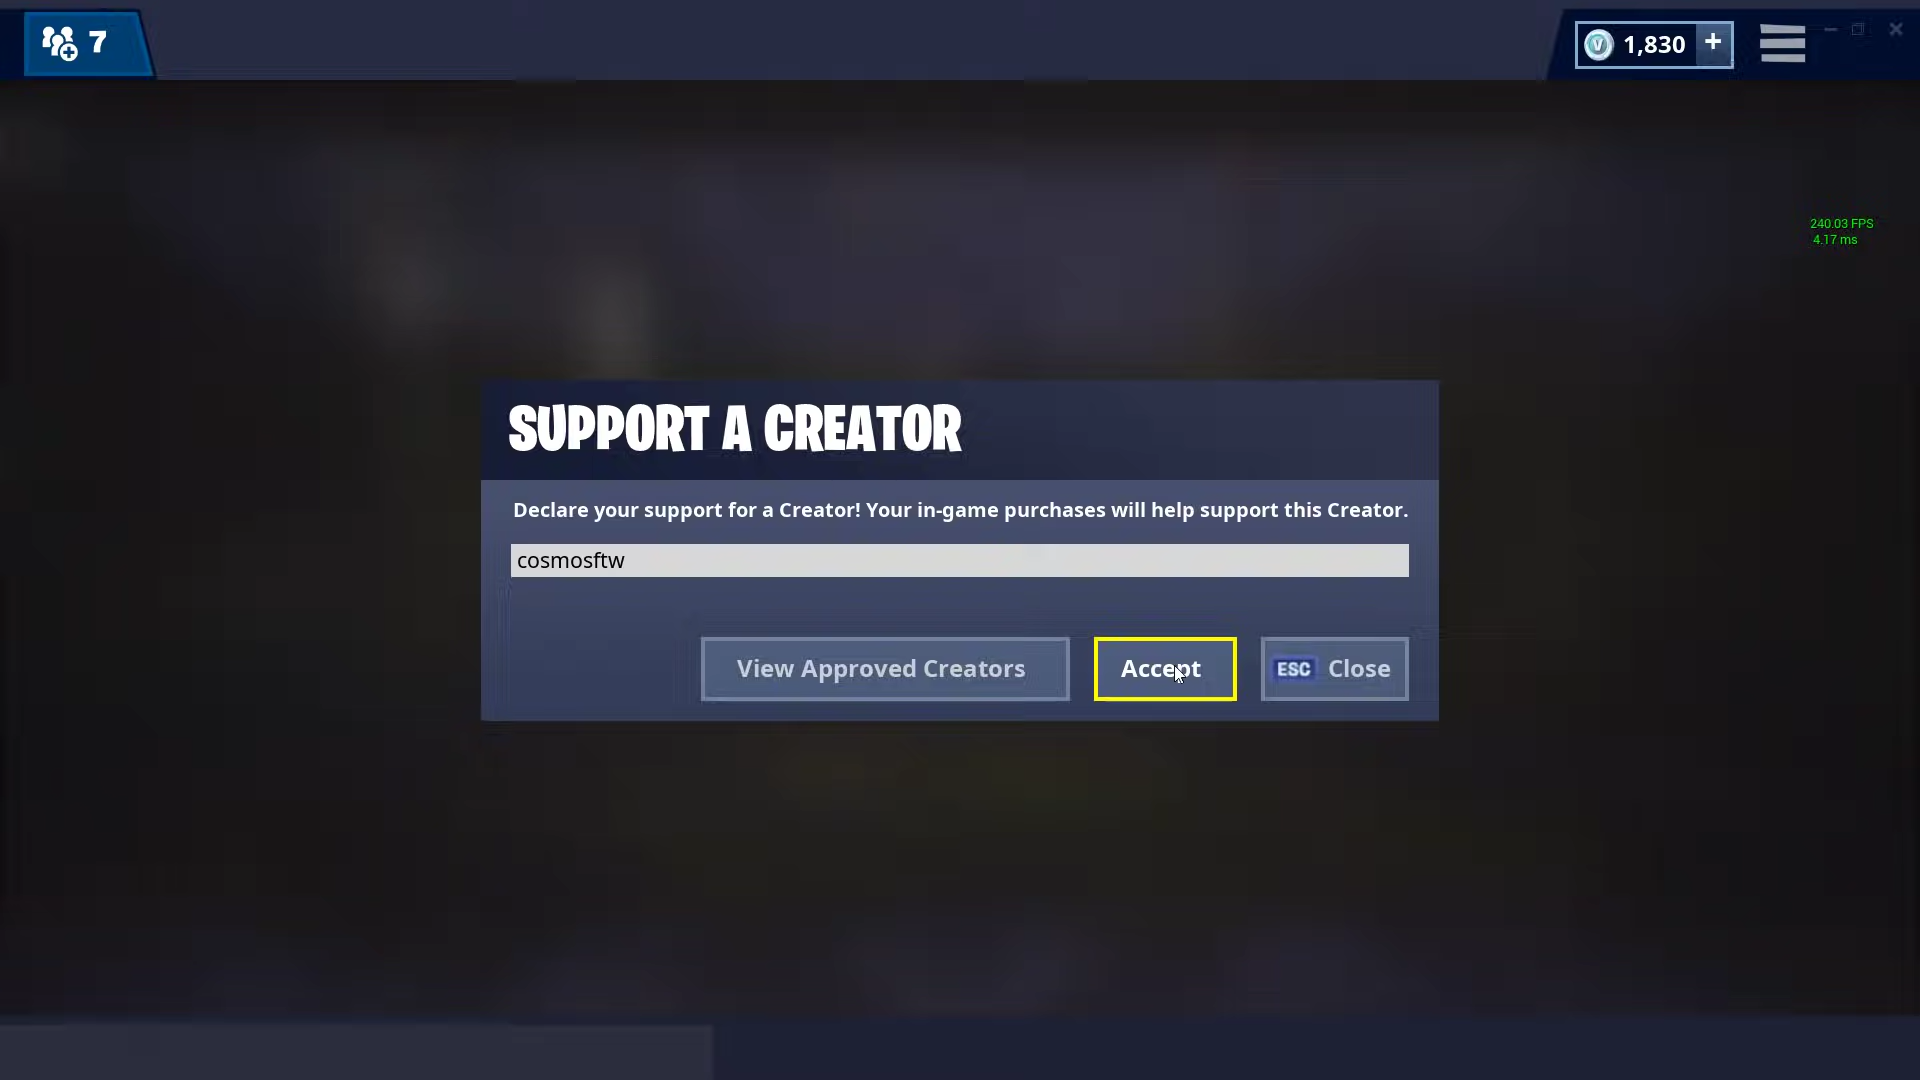 7
1,830 +
240.03 FPS
4.17 ms
SUPPORT A CREATOR
Declare your support for a Creator! Your in-game purchases will help support this Creator.
cosmosftw
View Approved Creators
Accept
ESC Close